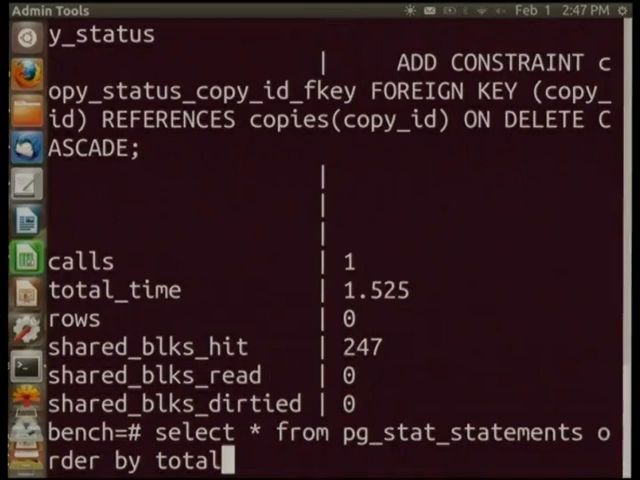 Admin Tools
Feb 1 2:47 PM
y_status
| ADD CONSTRAINT c
opy_status_copy_id_fkey FOREIGN KEY (copy_
id) REFERENCES copies(copy_id) ON DELETE C
ASCADE;
|
|
|
calls | 1
total_time | 1.525
rows | 0
shared_blks_hit | 247
shared_blks_read | 0
shared_blks_dirtied | 0
bench=# select * from pg_stat_statements o
rder by total